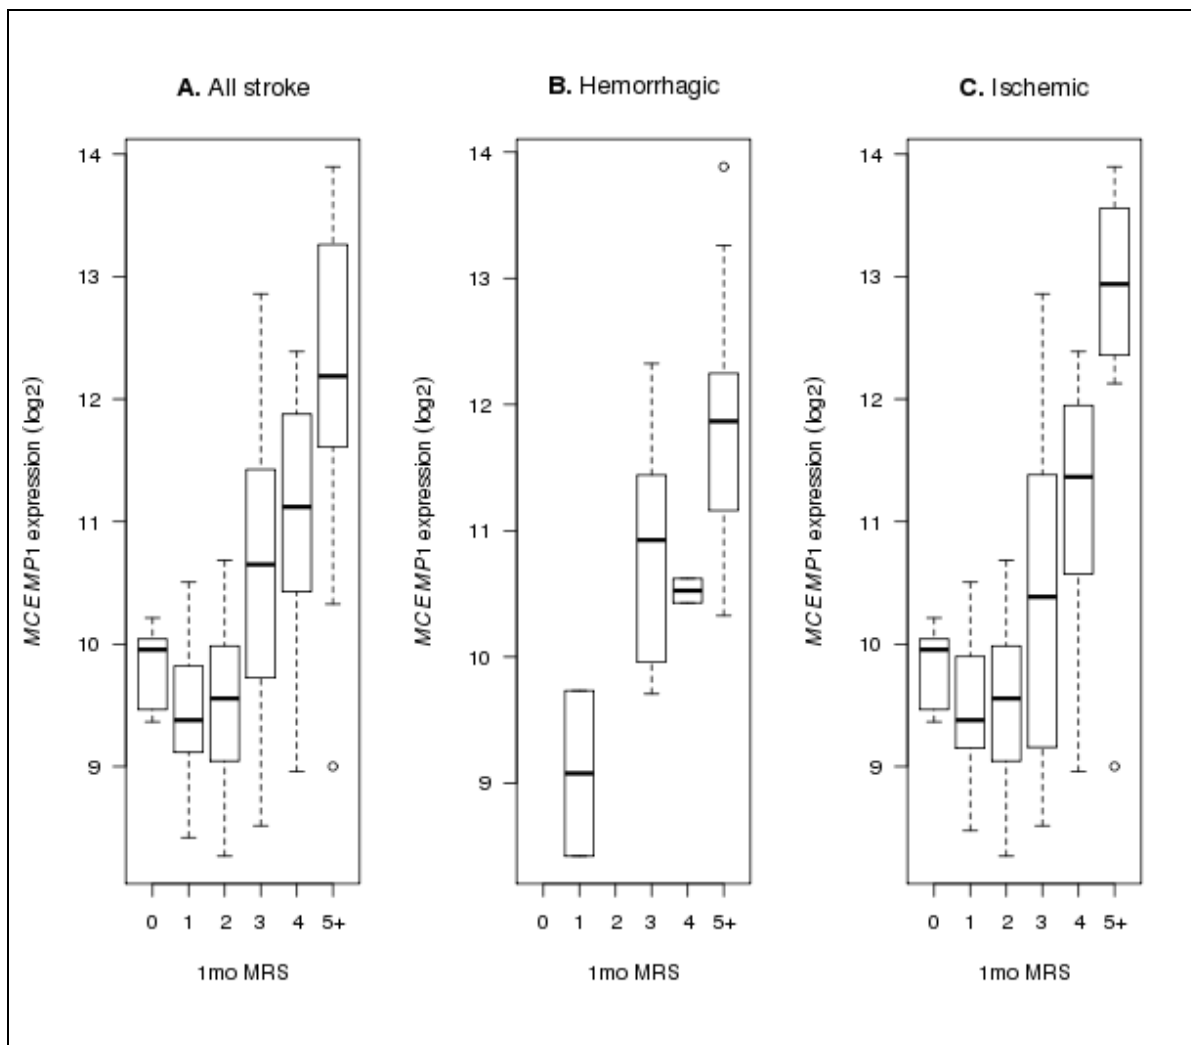 A. All stroke
MCEMP1 expression (log2)
14
13
12
11
10
9
0 1 2 3 4 5+
1mo MRS
B. Hemorrhagic
MCEMP1 expression (log2)
14
13
12
11
10
9
0 1 2 3 4 5+
1mo MRS
C. Ischemic
MCEMP1 expression (log2)
14
13
12
11
10
9
0 1 2 3 4 5+
1mo MRS